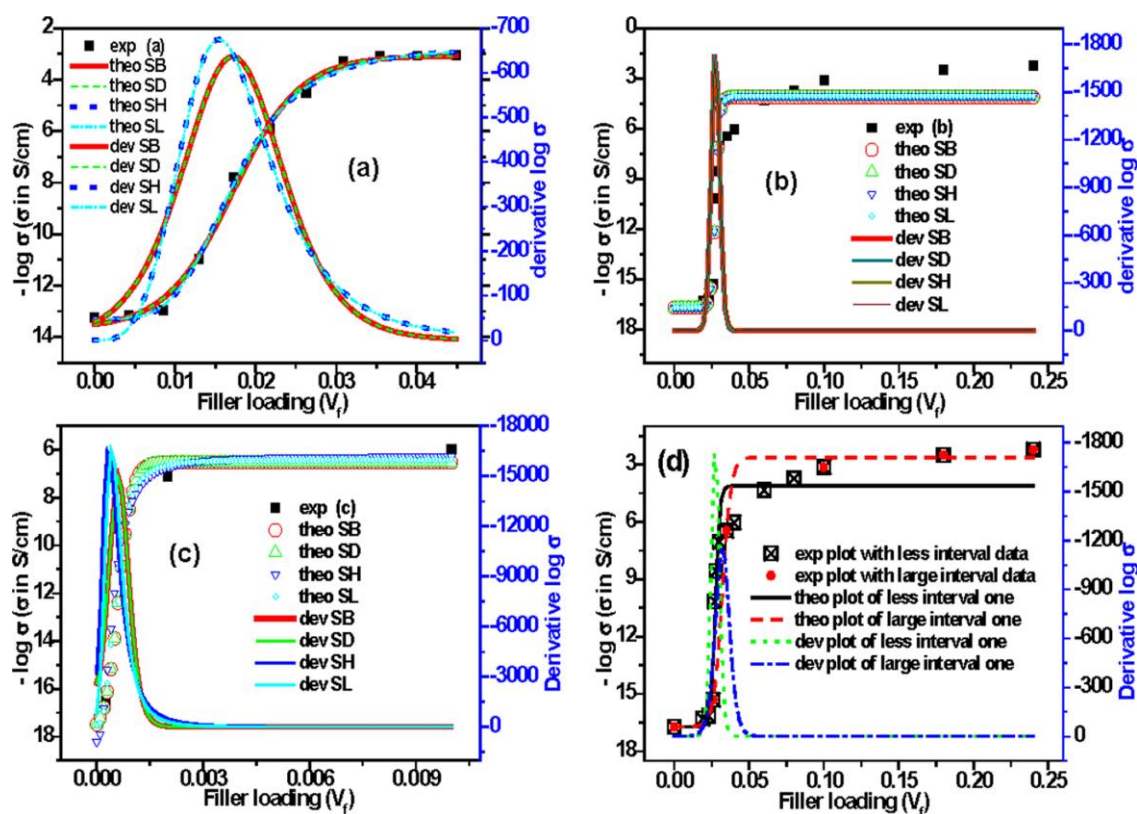 2
4
6
8
10
12
14
- log σ (σ in S/cm)
exp (a)
theo SB
theo SD
theo SH
theo SL
dev SB
dev SD
dev SH
dev SL
(a)
-700
-600
-500
-400
-300
-200
-100
0
derivative log σ
0.00 0.01 0.02 0.03 0.04
Filler loading (Vf)
0
3
6
9
12
15
18
- log σ (σ in S/cm)
exp (b)
(b)
theo SB
theo SD
theo SH
theo SL
dev SB
dev SD
dev SH
dev SL
-1800
-1500
-1200
-900
-600
-300
0
derivative log σ
0.00 0.05 0.10 0.15 0.20 0.25
Filler loading (Vf)
6
8
10
12
14
16
18
- log σ (σ in S/cm)
(c)
exp (c)
theo SB
theo SD
theo SH
theo SL
dev SB
dev SD
dev SH
dev SL
-18000
-15000
-12000
-9000
-6000
-3000
0
Derivative log σ
0.000 0.003 0.006 0.009
Filler loading (Vf)
(d)
3
6
9
12
15
18
- log σ (σ in S/cm)
exp plot with less interval data
exp plot with large interval data
theo plot of less interval one
theo plot of large interval one
dev plot of less interval one
dev plot of large interval one
-1800
-1500
-1200
-900
-600
-300
0
Derivative log σ
0.00 0.05 0.10 0.15 0.20 0.25
Filler loading (Vf)